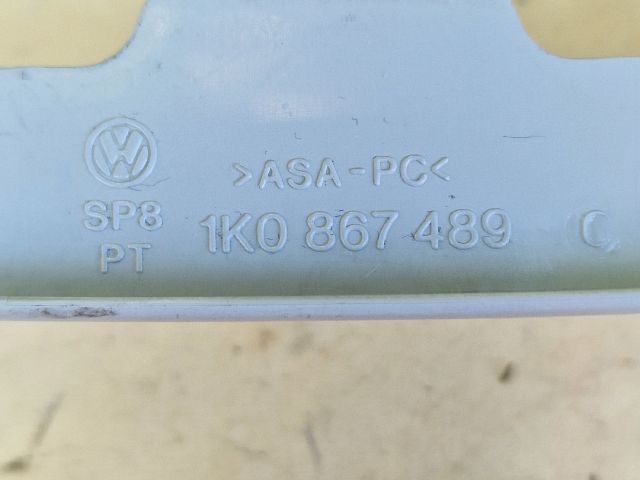 >ASA-PC<
SP8
PT
1K0 867 489 C